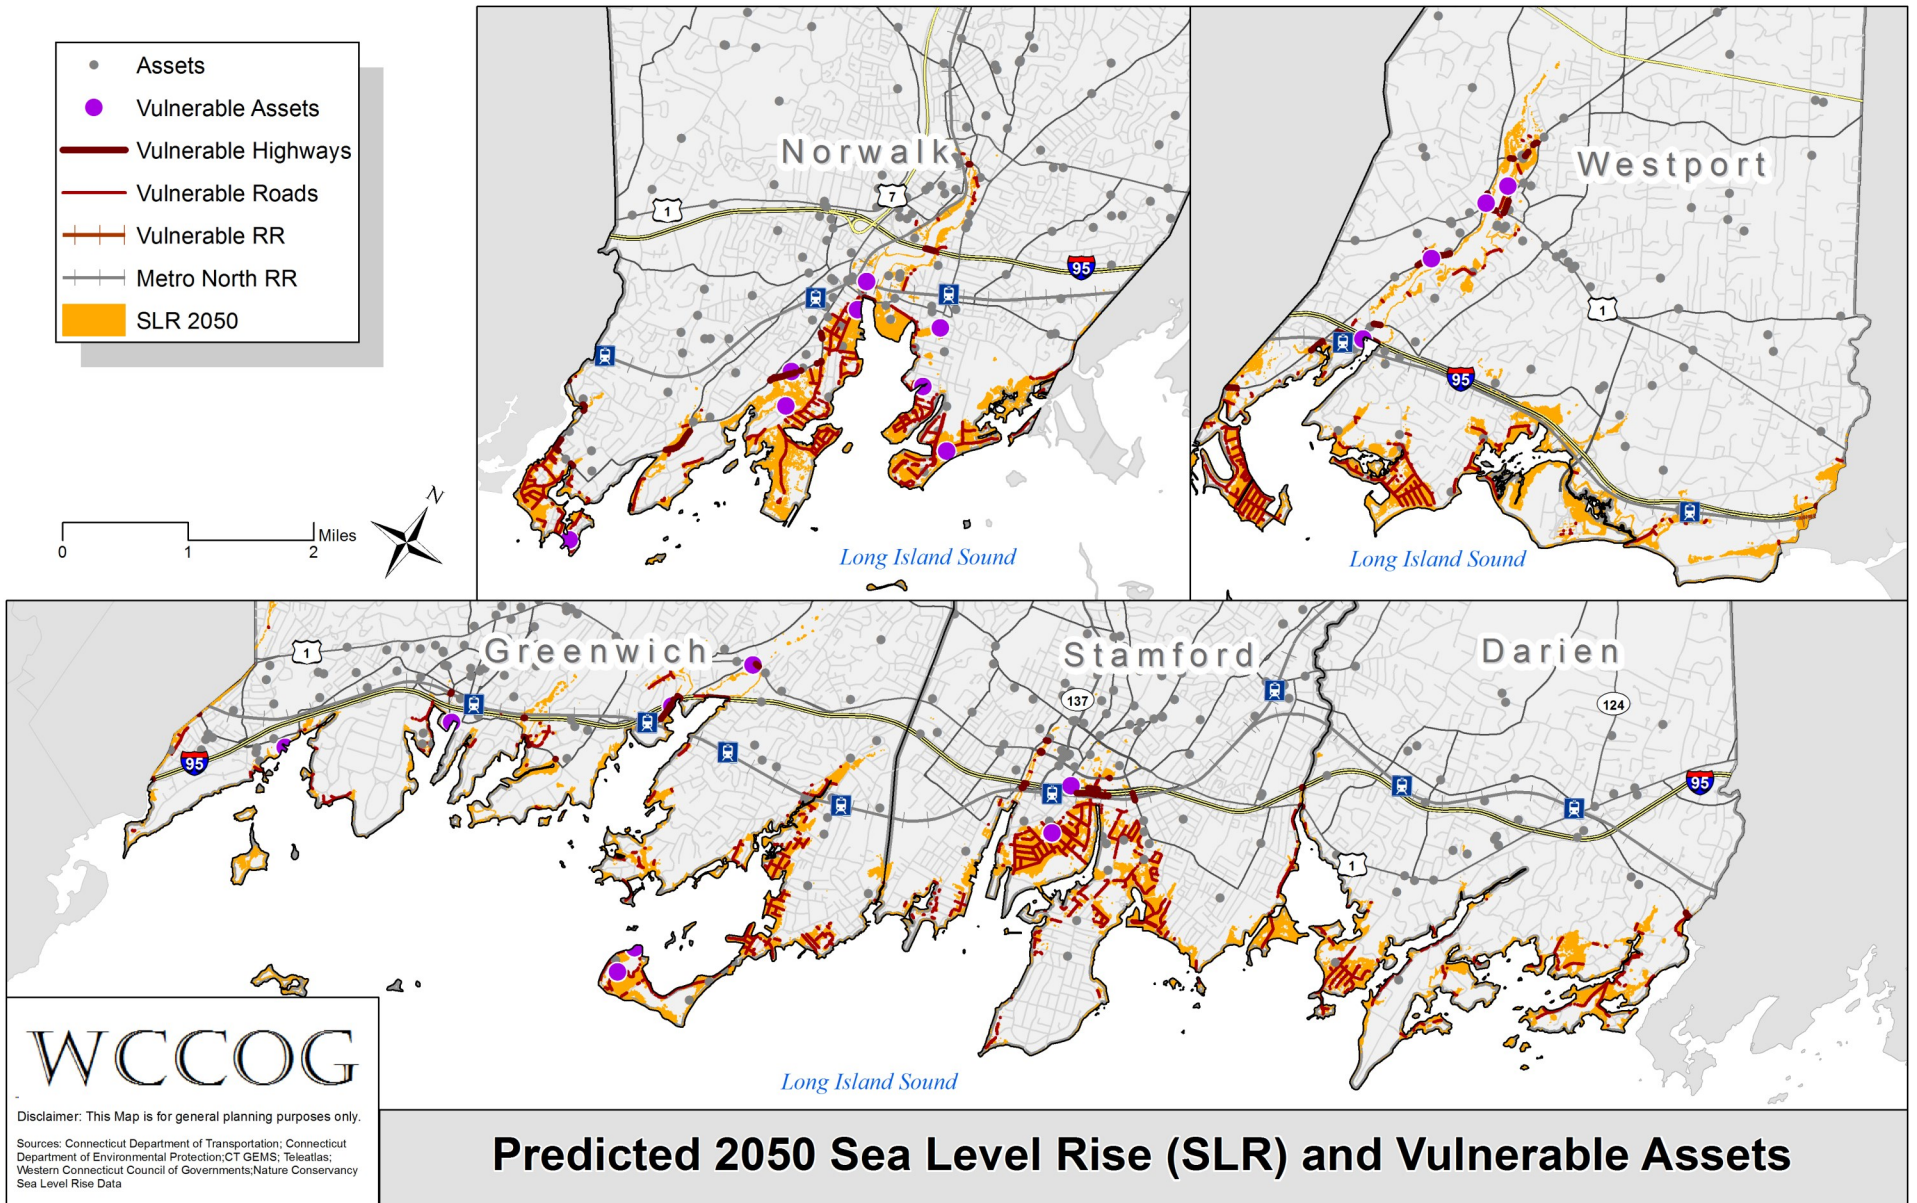 Assets
Vulnerable Assets
Vulnerable Highways
Vulnerable Roads
Vulnerable RR
Metro North RR
SLR 2050
N
Miles
0 1 2
Norwalk
7
1
95
Long Island Sound
Westport
1
95
Long Island Sound
Greenwich
1
95
Stamford
137
Darien
124
95
1
Long Island Sound
WCCOG
Disclaimer: This Map is for general planning purposes only.
Sources: Connecticut Department of Transportation; Connecticut
Department of Environmental Protection;CT GEMS; Teleatlas;
Western Connecticut Council of Governments;Nature Conservancy
Sea Level Rise Data
Predicted 2050 Sea Level Rise (SLR) and Vulnerable Assets